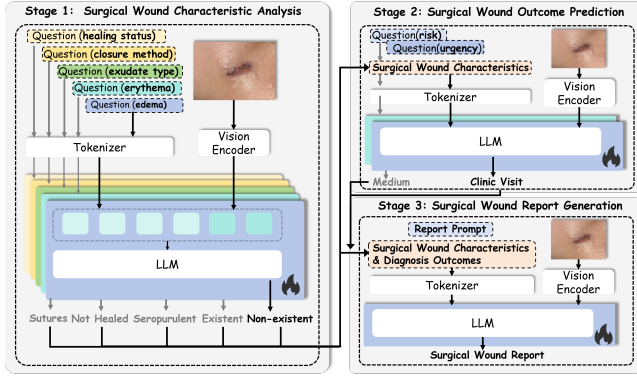 Stage 1: Surgical Wound Characteristic Analysis
Question (healing status)
Question (closure method)
Question (exudate type)
Question (erythema)
Question (edema)
Tokenizer
Vision
Encoder
LLM
Sutures Not Healed Seropurulent Existent Non-existent
Stage 2: Surgical Wound Outcome Prediction
Question(risk)
Question(urgency)
Surgical Wound Characteristics
Tokenizer
Vision
Encoder
LLM
Medium
Clinic Visit
Stage 3: Surgical Wound Report Generation
Report Prompt
Surgical Wound Characteristics
& Diagnosis Outcomes
Tokenizer
Vision
Encoder
LLM
Surgical Wound Report